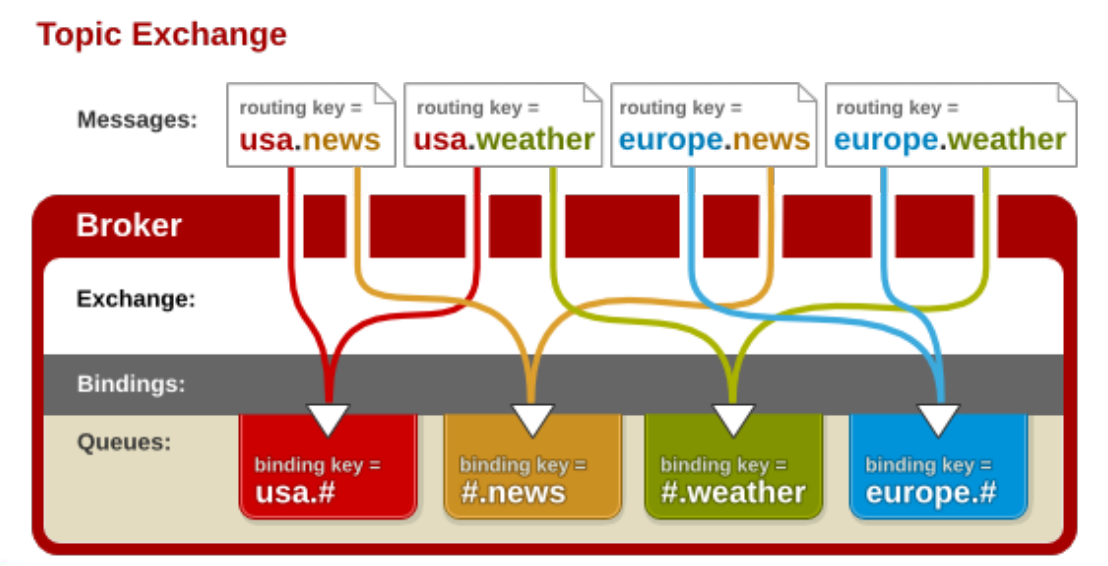 Topic Exchange
Messages:
routing key =
usa.news
routing key =
usa.weather
routing key =
europe.news
routing key =
europe.weather
Broker
Exchange:
Bindings:
Queues:
binding key =
usa.#
binding key =
#.news
binding key =
#.weather
binding key =
europe.#